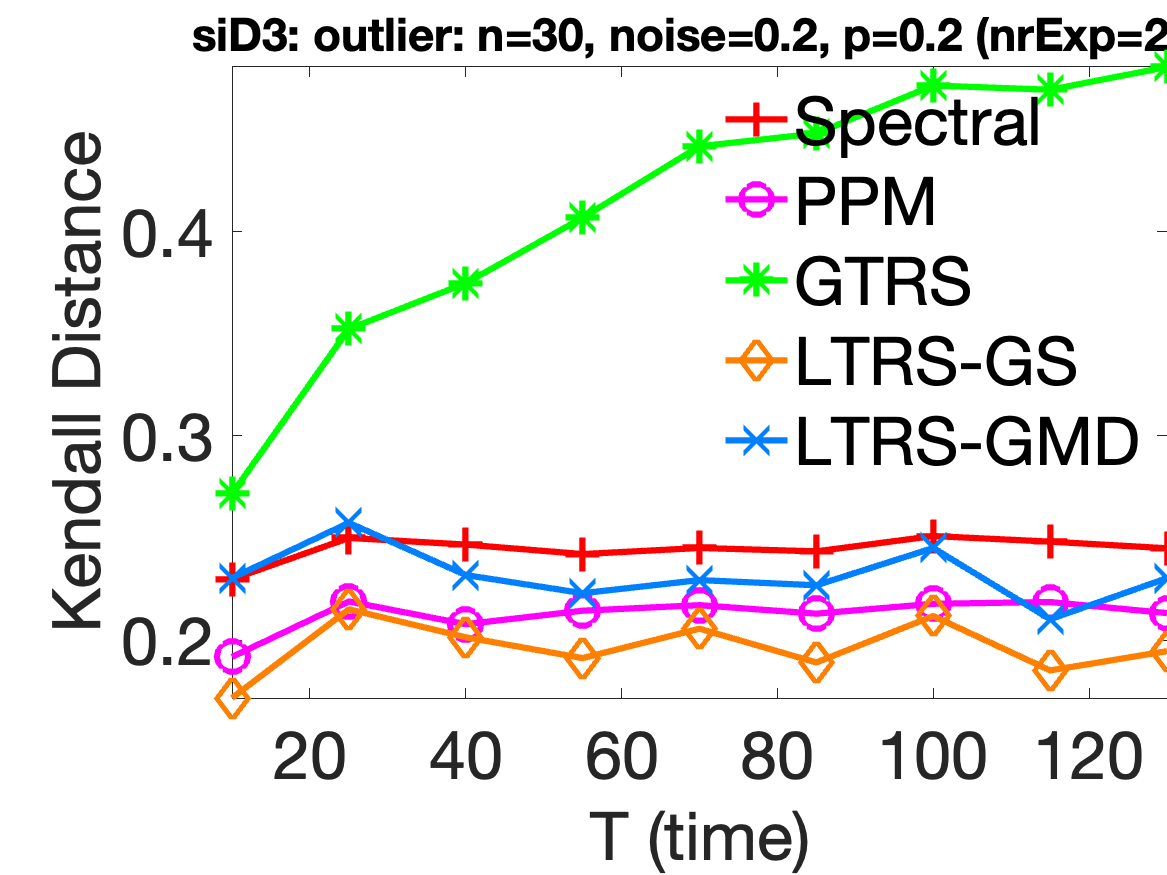 siD3: outlier: n=30, noise=0.2, p=0.2 (nrExp=2
Spectral
PPM
GTRS
LTRS-GS
LTRS-GMD
Kendall Distance
0.4
0.3
0.2
20 40 60 80 100 120
T (time)